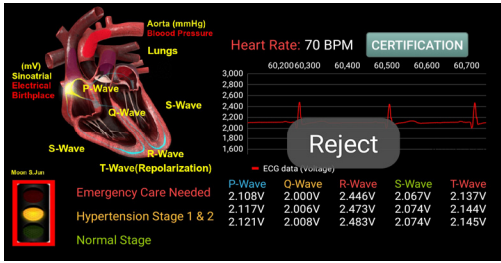 Aorta (mmHg)
Bleood Pressure
Lungs
(mV)
Sinoatrial
Electrical
Birthplace
P-Wave
Q-Wave
S-Wave
S-Wave
R-Wave
T-Wave(Repolarization)
Heart Rate: 70 BPM
CERTIFICATION
60,200 60,300 60,400 60,500 60,600 60,700
3,000
2,800
2,600
2,400
2,200
2,000
1,800
1,600
Reject
ECG data (voltage)
P-Wave Q-Wave R-Wave S-Wave T-Wave
2.108V 2.000V 2.446V 2.067V 2.137V
2.117V 2.006V 2.473V 2.074V 2.144V
2.121V 2.008V 2.483V 2.074V 2.145V
Moon S.Jun
Emergency Care Needed
Hypertension Stage 1 & 2
Normal Stage